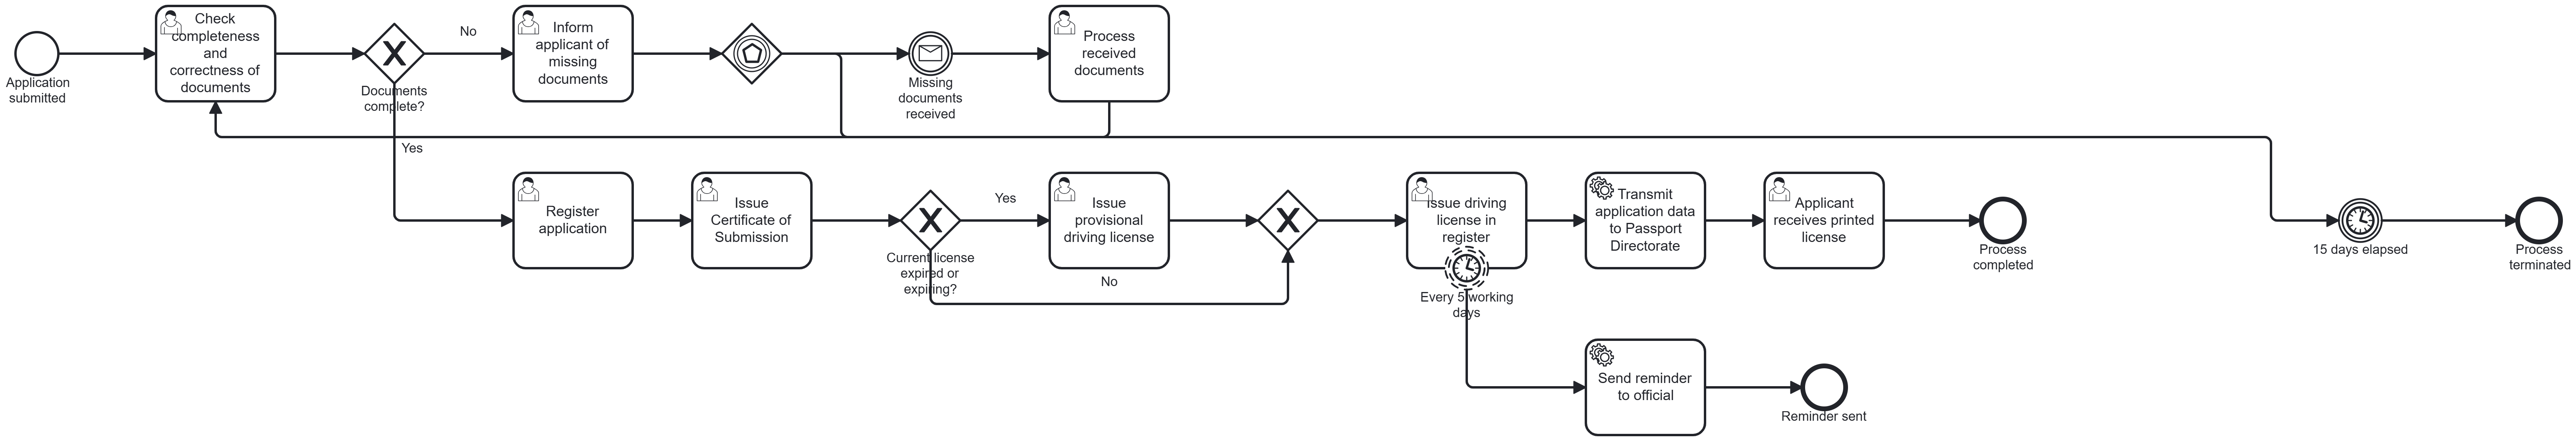 Application
submitted
Check
completeness
and
correctness of
documents
Documents
complete?
No
Inform
applicant of
missing
documents
Missing
documents
received
Process
received
documents
Yes
Register
application
Issue
Certificate of
Submission
Current license
expired or
expiring?
Yes
Issue
provisional
driving license
No
Issue driving
license in
register
Every 5 working
days
Transmit
application data
to Passport
Directorate
Applicant
receives printed
license
Process
completed
15 days elapsed
Process
terminated
Send reminder
to official
Reminder sent